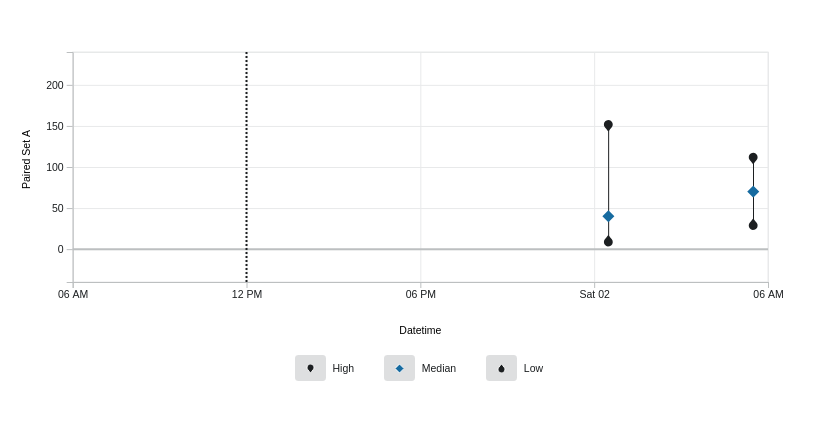 200
150
100
50
0
Paired Set A
06 AM
12 PM
06 PM
Sat 02
06 AM
Datetime
High
Median
Low